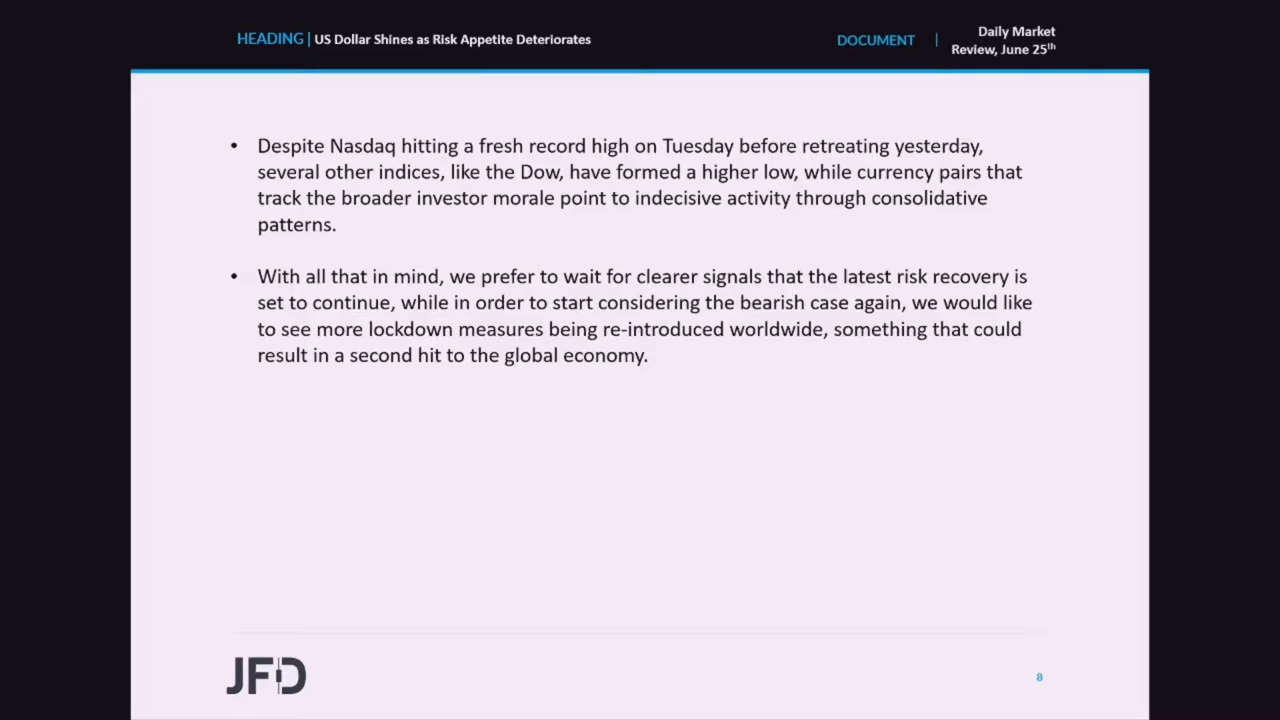 HEADING | US Dollar Shines as Risk Appetite Deteriorates
DOCUMENT | Daily Market
Review, June 25th
• Despite Nasdaq hitting a fresh record high on Tuesday before retreating yesterday,
several other indices, like the Dow, have formed a higher low, while currency pairs that
track the broader investor morale point to indecisive activity through consolidative
patterns.
• With all that in mind, we prefer to wait for clearer signals that the latest risk recovery is
set to continue, while in order to start considering the bearish case again, we would like
to see more lockdown measures being re-introduced worldwide, something that could
result in a second hit to the global economy.
JFD
8